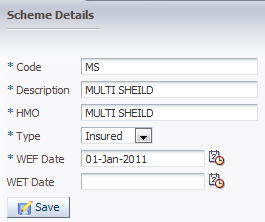 Scheme Details
* Code MS
* Description MULTI SHEILD
* HMO MULTI SHEILD
* Type Insured
* WEF Date 01-Jan-2011
WET Date
Save